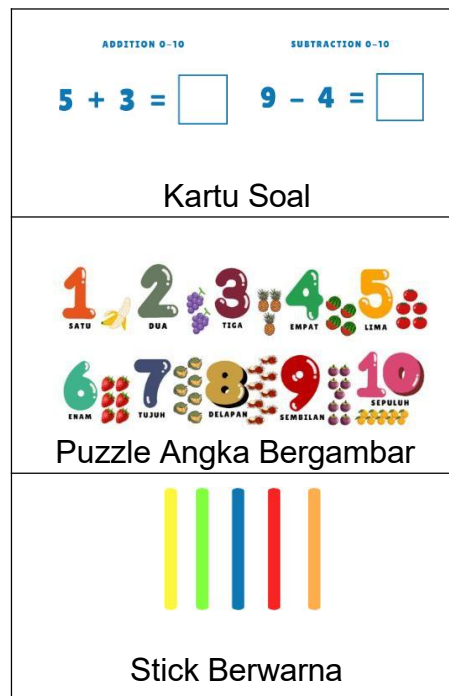 ADDITION 0–10
SUBTRACTION 0–10
5 + 3 =
9 – 4 =
Kartu Soal
1 2 3 4 5
SATU DUA TIGA EMPAT LIMA
6 7 8 9 10
ENAM TUJUH DELAPAN SEMBILAN SEPULUH
Puzzle Angka Bergambar
Stick Berwarna